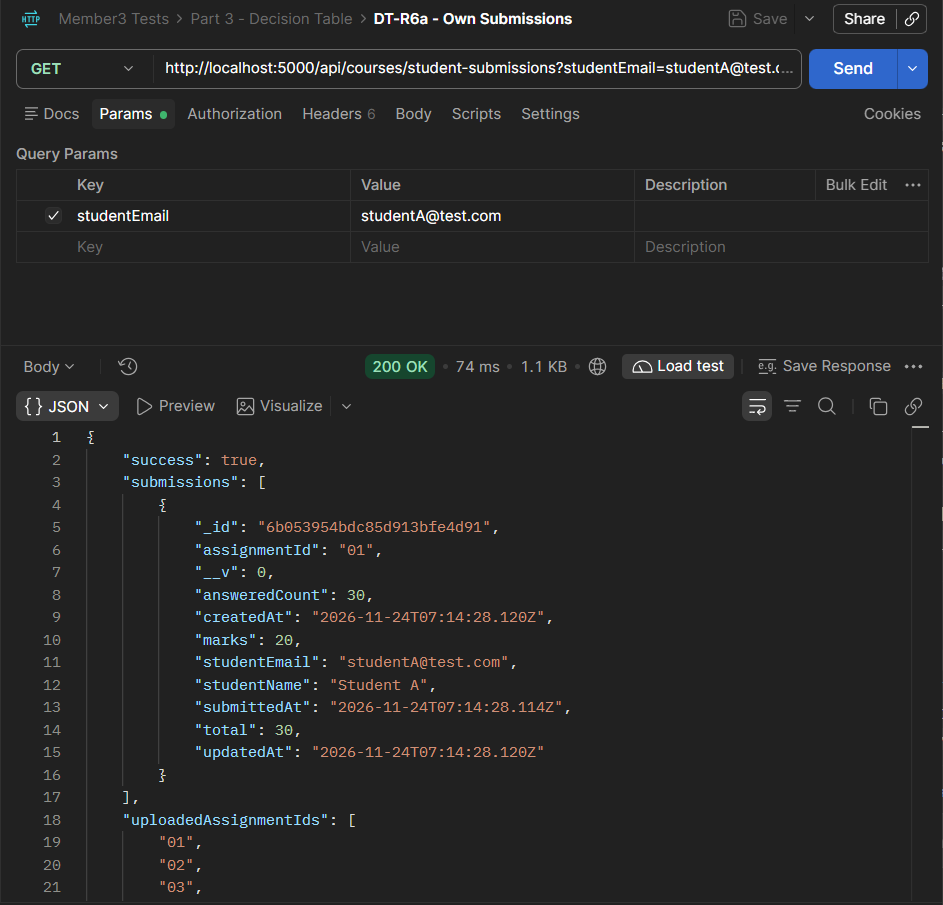 HTTP Member3 Tests > Part 3 - Decision Table > DT-R6a - Own Submissions Save Share
GET http://localhost:5000/api/courses/student-submissions?studentEmail=studentA@test.c... Send
Docs Params Authorization Headers 6 Body Scripts Settings Cookies
Query Params
Key Value Description Bulk Edit
studentEmail studentA@test.com
Key Value Description
Body 200 OK • 74 ms • 1.1 KB • Load test e.g. Save Response
{} JSON Preview Visualize
1 {
2 "success": true,
3 "submissions": [
4 {
5 "_id": "6b053954bdc85d913bfe4d91",
6 "assignmentId": "01",
7 "__v": 0,
8 "answeredCount": 30,
9 "createdAt": "2026-11-24T07:14:28.120Z",
10 "marks": 20,
11 "studentEmail": "studentA@test.com",
12 "studentName": "Student A",
13 "submittedAt": "2026-11-24T07:14:28.114Z",
14 "total": 30,
15 "updatedAt": "2026-11-24T07:14:28.120Z"
16 }
17 ],
18 "uploadedAssignmentIds": [
19 "01",
20 "02",
21 "03",